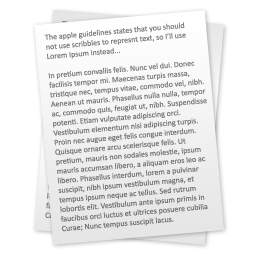 The apple guidelines states that you should
not use scribbles to represnt text, so I'll use
Lorem ipsum instead...
In pretium convallis felis. Nunc vel dui. Donec
facilisis tempor mi. Maecenas turpis massa,
tristique nec, tempus vitae, commodo vel, nibh.
Aenean ut mauris. Phasellus nulla nulla, tempor
ac, commodo quis, feugiat ut, nibh. Suspendisse
potenti. Etiam vulputate adipiscing orci.
Vestibulum elementum nisi adipiscing turpis.
Proin nec augue eget felis congue interdum.
Quisque ornare arcu scelerisque felis. Ut
pretium, mauris non sodales molestie, ipsum
mauris accumsan libero, a aliquam eros leo ac
libero. Phasellus interdum, lorem a pulvinar
suscipit, nibh ipsum vestibulum magna, et
tempus ipsum neque ac tellus. Sed rutrum
lobortis elit. Vestibulum ante ipsum primis in
faucibus orci luctus et ultrices posuere cubilia
Curae; Nunc tempus suscipit lacus.